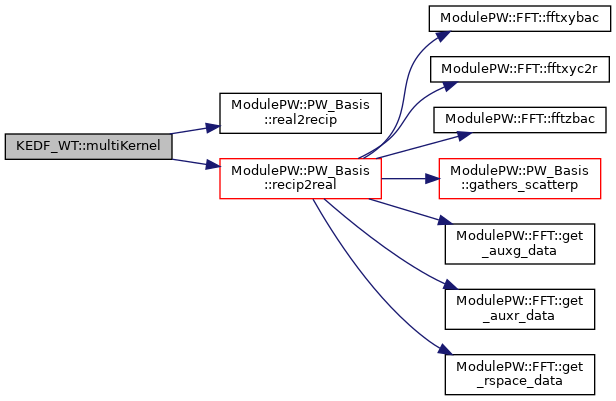 KEDF_WT::multiKernel
ModulePW::PW_Basis
::real2recip
ModulePW::PW_Basis
::recip2real
ModulePW::FFT::fftxybac
ModulePW::FFT::fftxyc2r
ModulePW::FFT::fftzbac
ModulePW::PW_Basis
::gathers_scatterp
ModulePW::FFT::get
_auxg_data
ModulePW::FFT::get
_auxr_data
ModulePW::FFT::get
_rspace_data